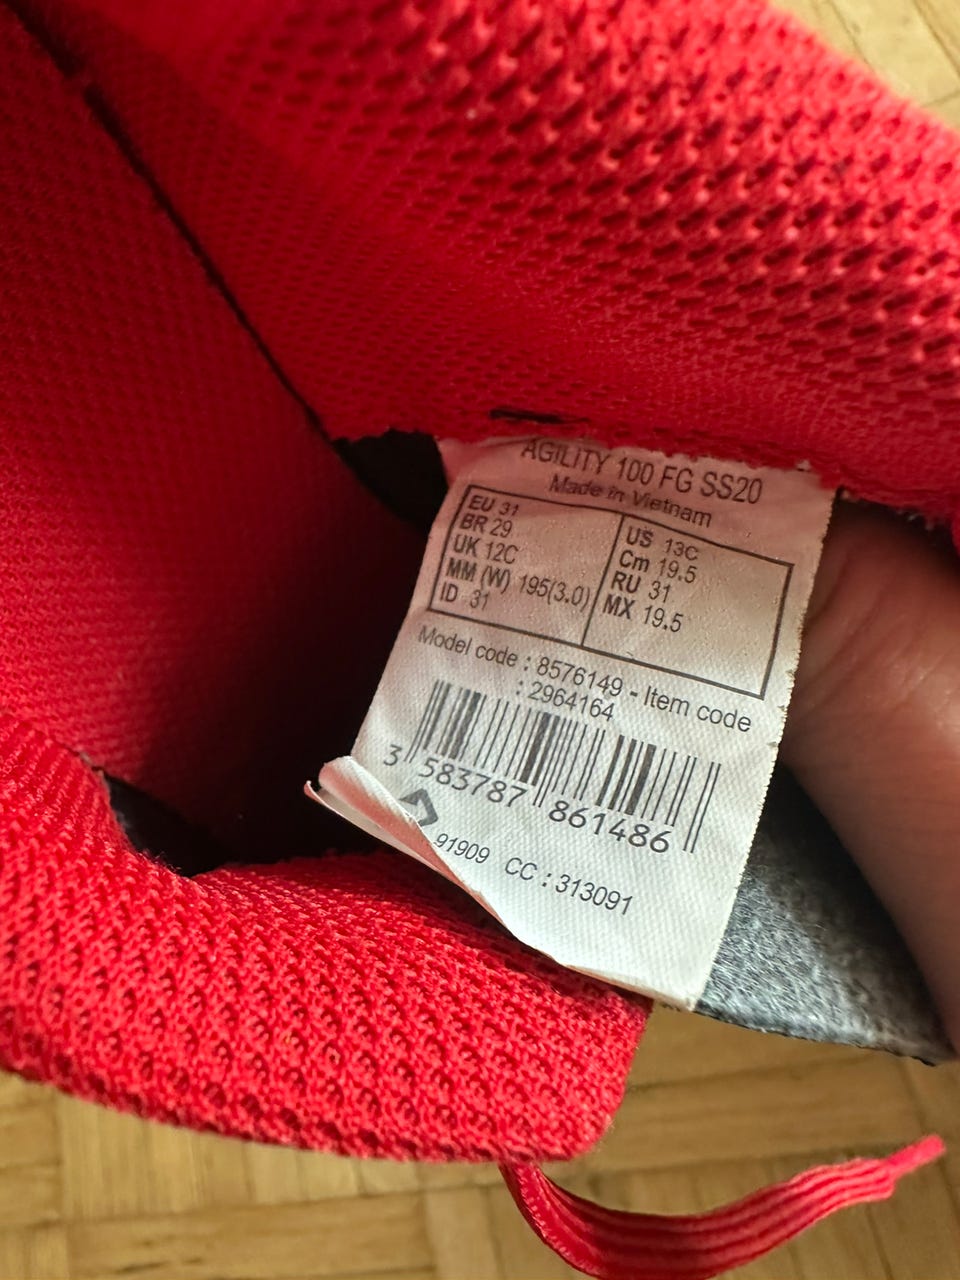 AGILITY 100 FG SS20
Made in Vietnam
EU 31
BR 29
UK 12C
MM (W) 195(3.0)
ID 31
US 13C
Cm 19.5
RU 31
MX 19.5
Model code : 8576149 - Item code
: 2964164
3 583787 861486
91909 CC : 313091